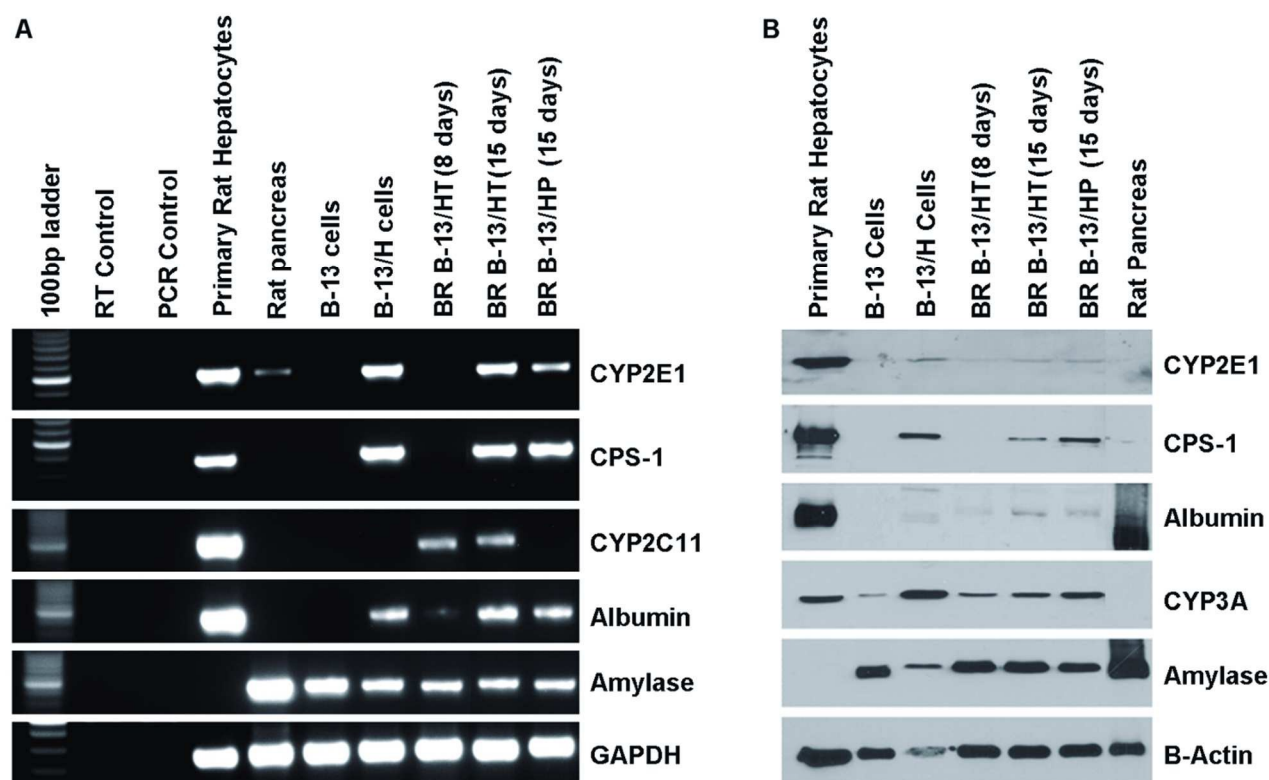 A
100bp ladder
RT Control
PCR Control
Primary Rat Hepatocytes
Rat pancreas
B-13 cells
B-13/H cells
BR B-13/HT(8 days)
BR B-13/HT(15 days)
BR B-13/HP (15 days)
CYP2E1
CPS-1
CYP2C11
Albumin
Amylase
GAPDH
B
Primary Rat Hepatocytes
B-13 Cells
B-13/H Cells
BR B-13/HT(8 days)
BR B-13/HT(15 days)
BR B-13/HP (15 days)
Rat Pancreas
CYP2E1
CPS-1
Albumin
CYP3A
Amylase
B-Actin